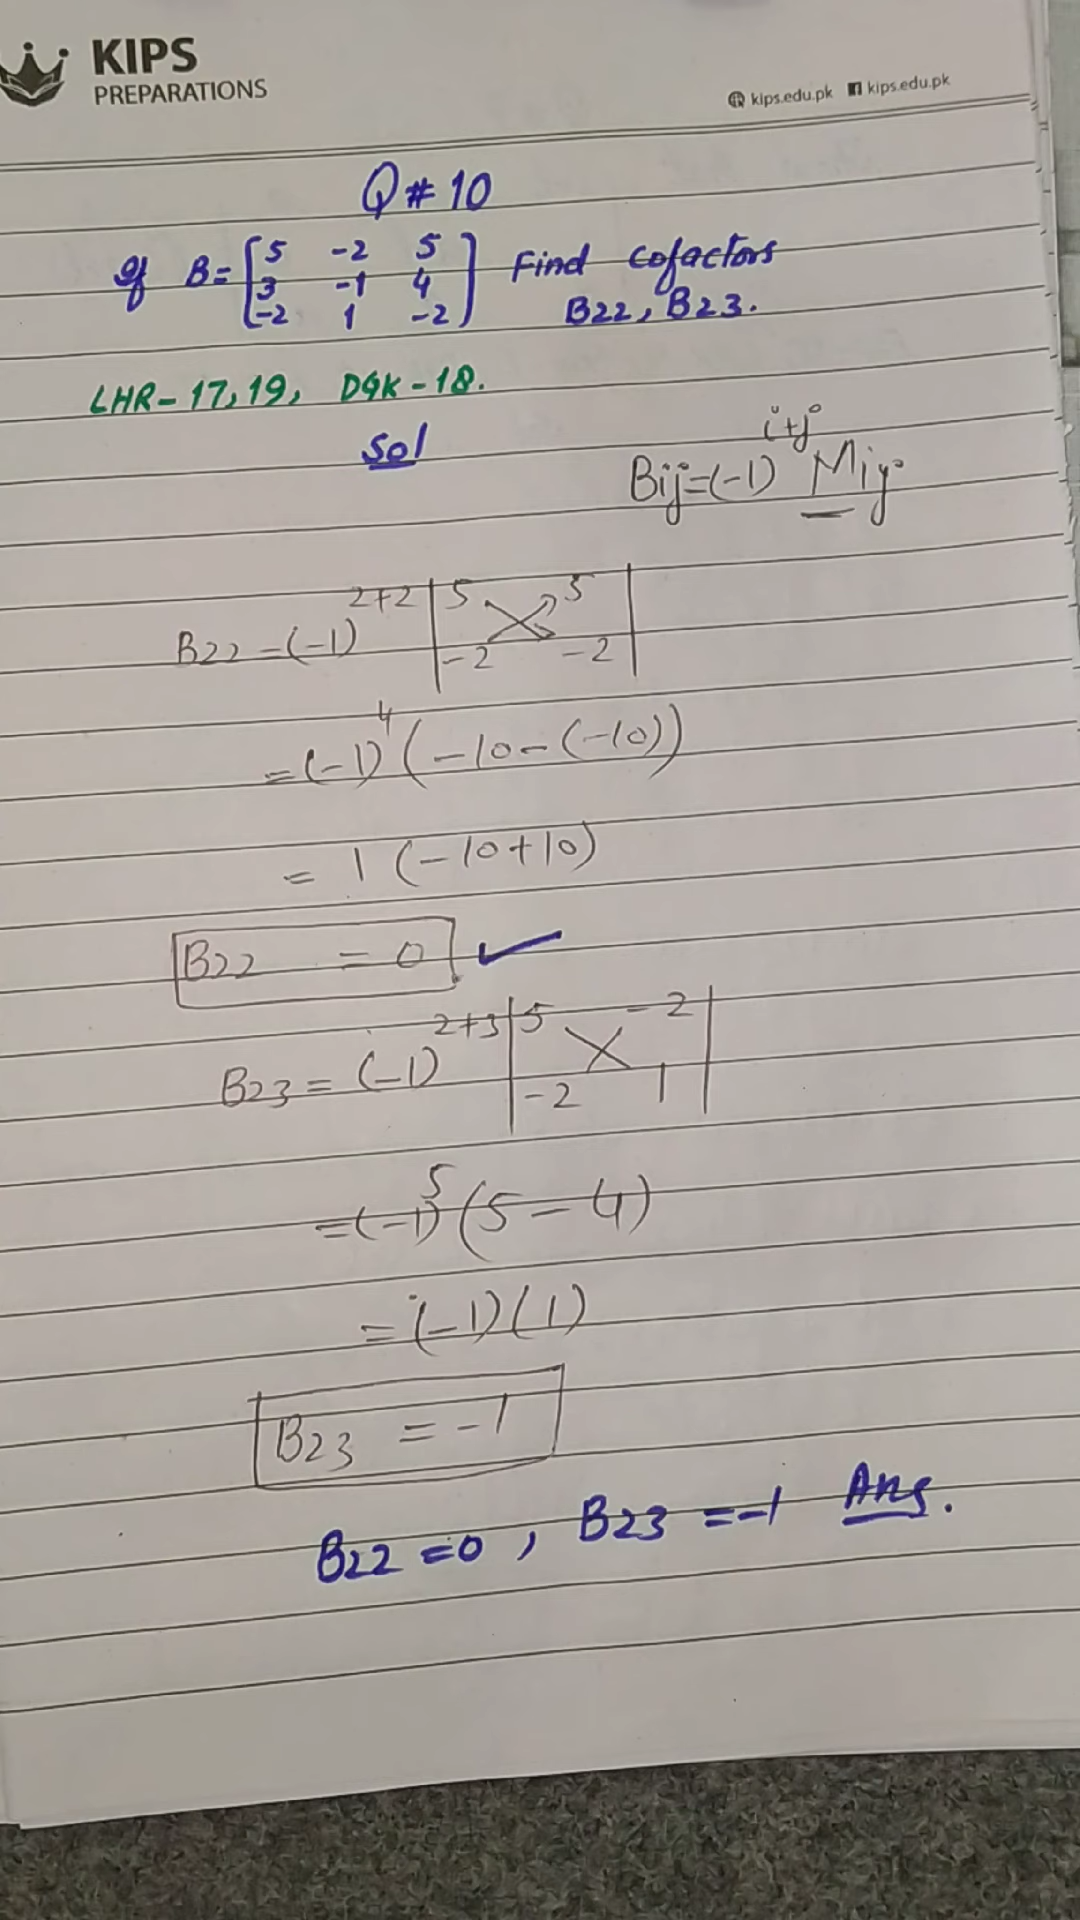 KIPS
PREPARATIONS
kips.edu.pk kips.edu.pk
Q # 10
If B = [5 -2 5 Find cofactors
3 -1 4
-2 1 -2] B22, B23.
LHR - 17, 19, DGK - 18.
Sol
Bij = (-1)^i+j Mij
B22 = (-1)^2+2 |5 5
-2 -2|
= (-1)^4 (-10 - (-10))
= 1 (-10 + 10)
B22 = 0 ✓
B23 = (-1)^2+3 |5 -2
-2 1|
= (-1)^5 (5 - 4)
= (-1) (1)
B23 = -1
B22 = 0 , B23 = -1 Ans.